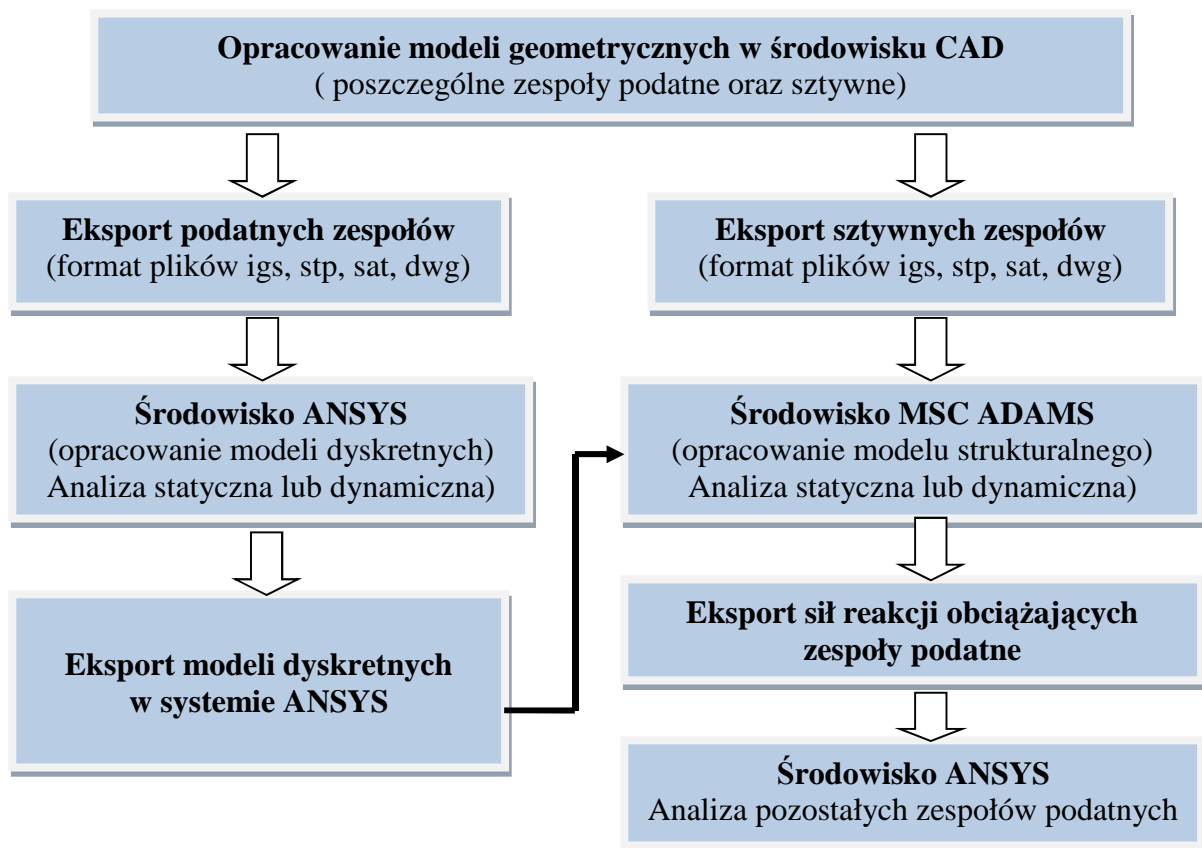 Opracowanie modeli geometrycznych w środowisku CAD
( poszczególne zespoły podatne oraz sztywne)
Eksport podatnych zespołów
(format plików igs, stp, sat, dwg)
Eksport sztywnych zespołów
(format plików igs, stp, sat, dwg)
Środowisko ANSYS
(opracowanie modeli dyskretnych)
Analiza statyczna lub dynamiczna)
Środowisko MSC ADAMS
(opracowanie modelu strukturalnego)
Analiza statyczna lub dynamiczna)
Eksport modeli dyskretnych
w systemie ANSYS
Eksport sił reakcji obciążających
zespoły podatne
Środowisko ANSYS
Analiza pozostałych zespołów podatnych